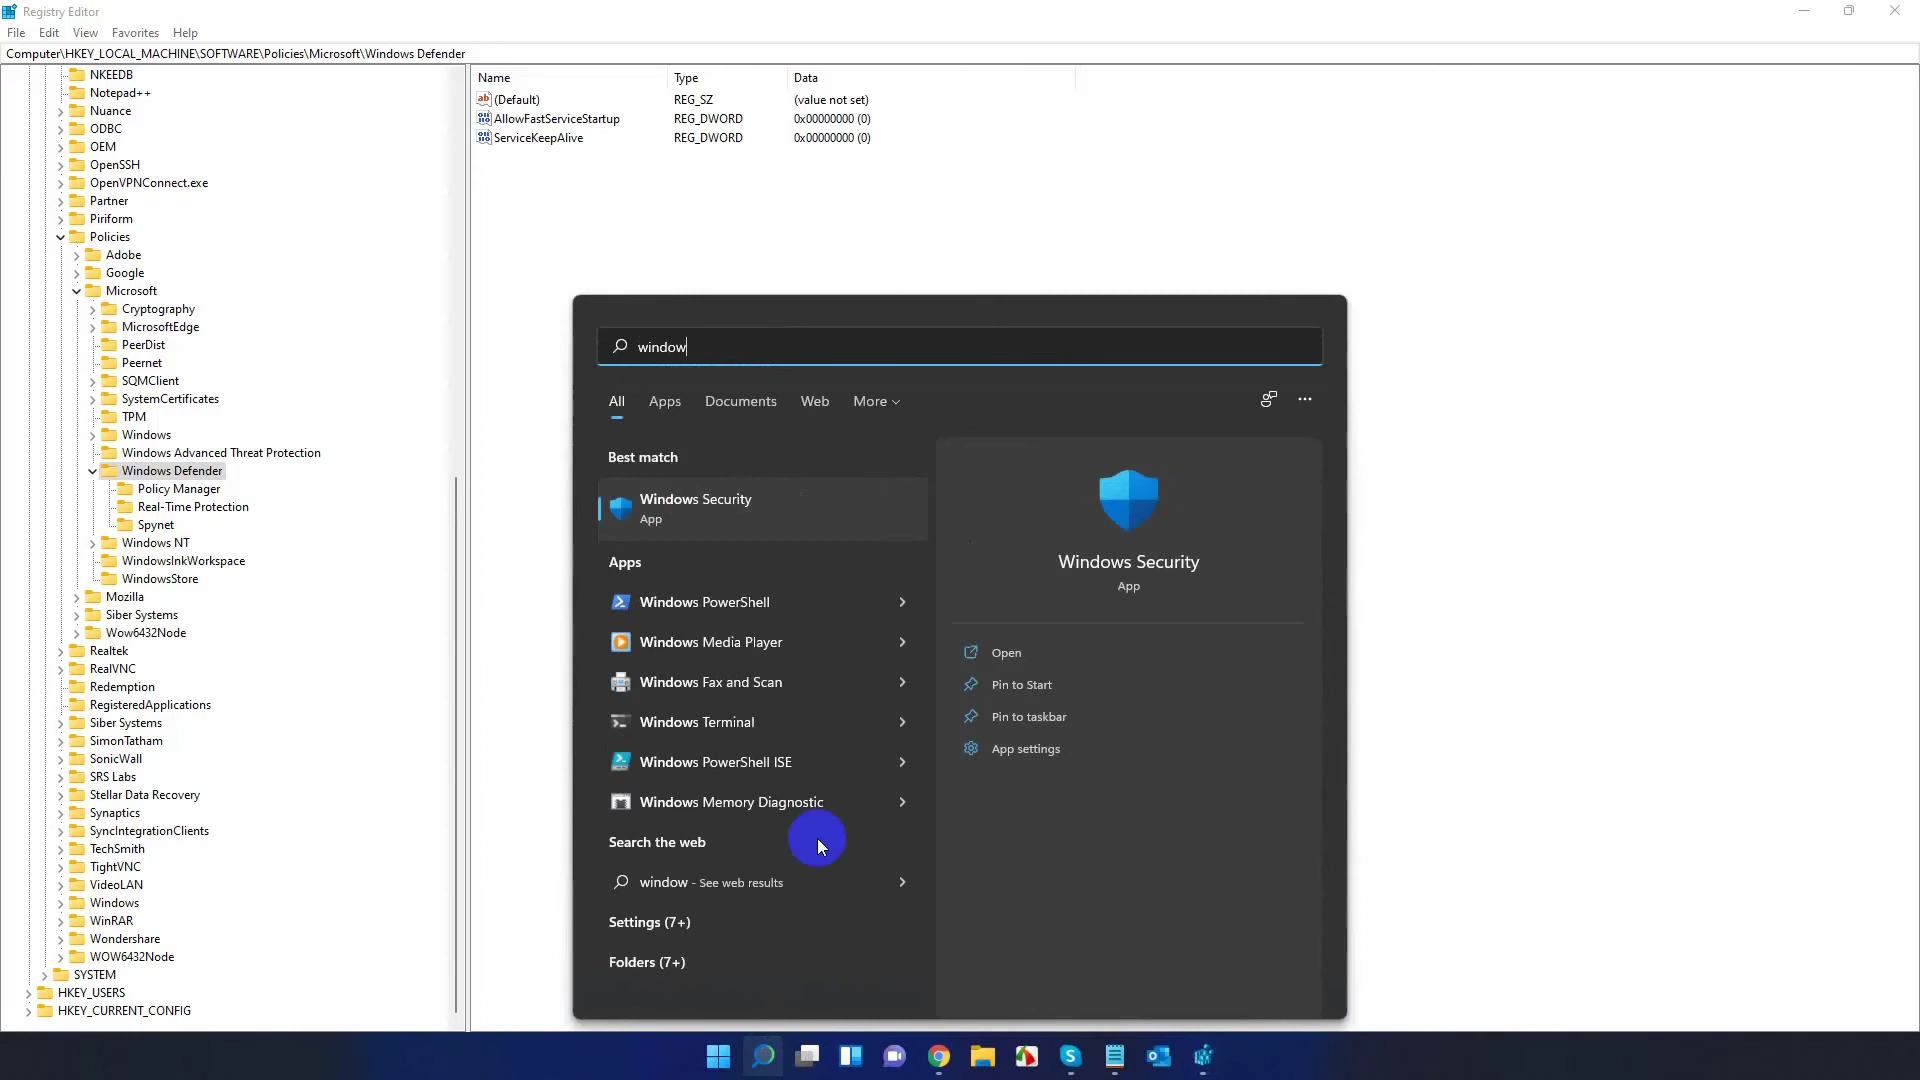 Registry Editor
File Edit View Favorites Help
Computer\HKEY_LOCAL_MACHINE\SOFTWARE\Policies\Microsoft\Windows Defender
NKEEDB
Notepad++
Nuance
ODBC
OEM
OpenSSH
OpenVPNConnect.exe
Partner
Piriform
Policies
Adobe
Google
Microsoft
Cryptography
MicrosoftEdge
PeerDist
Peernet
SQMClient
SystemCertificates
TPM
Windows
Windows Advanced Threat Protection
Windows Defender
Policy Manager
Real-Time Protection
Spynet
Windows NT
WindowsInkWorkspace
WindowsStore
Mozilla
Siber Systems
Wow6432Node
Realtek
RealVNC
Redemption
RegisteredApplications
Siber Systems
SimonTatham
SonicWall
SRS Labs
Stellar Data Recovery
Synaptics
SyncIntegrationClients
TechSmith
TightVNC
VideoLAN
Windows
WinRAR
Wondershare
WOW6432Node
SYSTEM
HKEY_USERS
HKEY_CURRENT_CONFIG
Name Type Data
(Default) REG_SZ (value not set)
AllowFastServiceStartup REG_DWORD 0x00000000 (0)
ServiceKeepAlive REG_DWORD 0x00000000 (0)
window
All Apps Documents Web More
Best match
Windows Security
App
Apps
Windows PowerShell
Windows Media Player
Windows Fax and Scan
Windows Terminal
Windows PowerShell ISE
Windows Memory Diagnostic
Search the web
window - See web results
Settings (7+)
Folders (7+)
Windows Security
App
Open
Pin to Start
Pin to taskbar
App settings